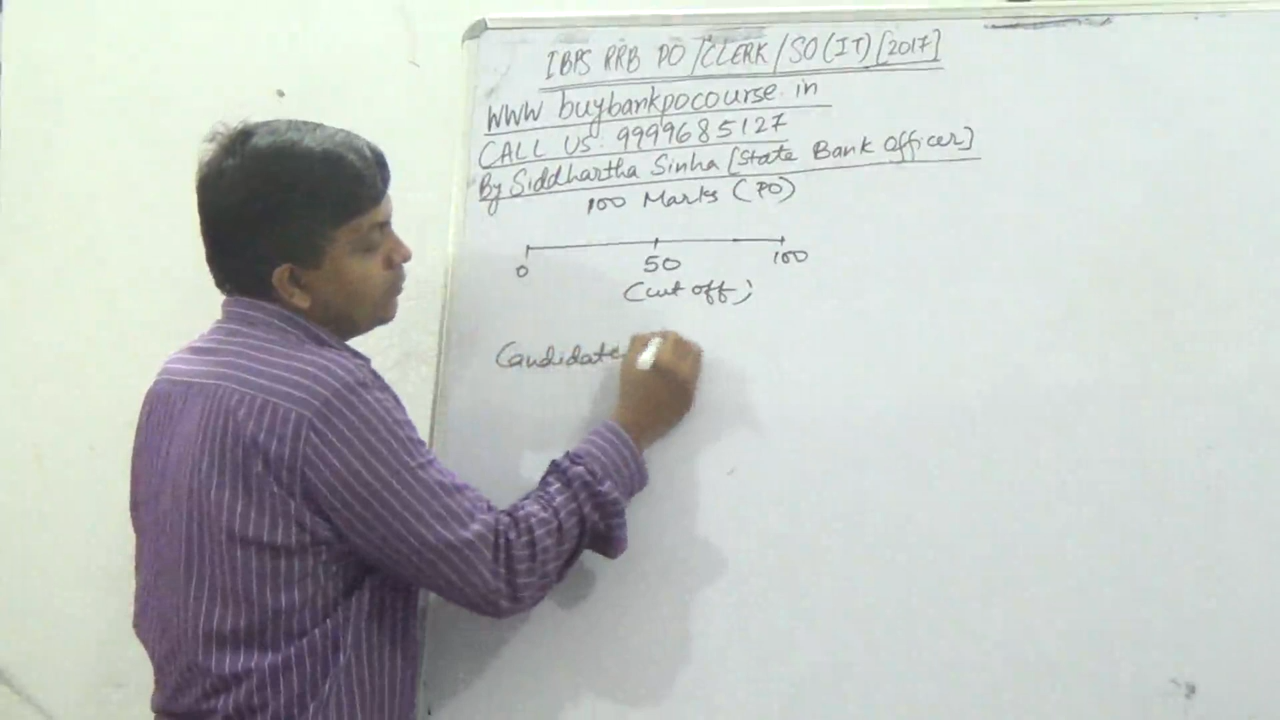 IBPS RRB PO/CLERK/SO(IT)[2017]
WWW buybankpocourse.in
CALL US: 9999685127
By Siddhartha Sinha [State Bank Officer]
100 Marks (PO)
0 50 100
(cut off)
Candidate